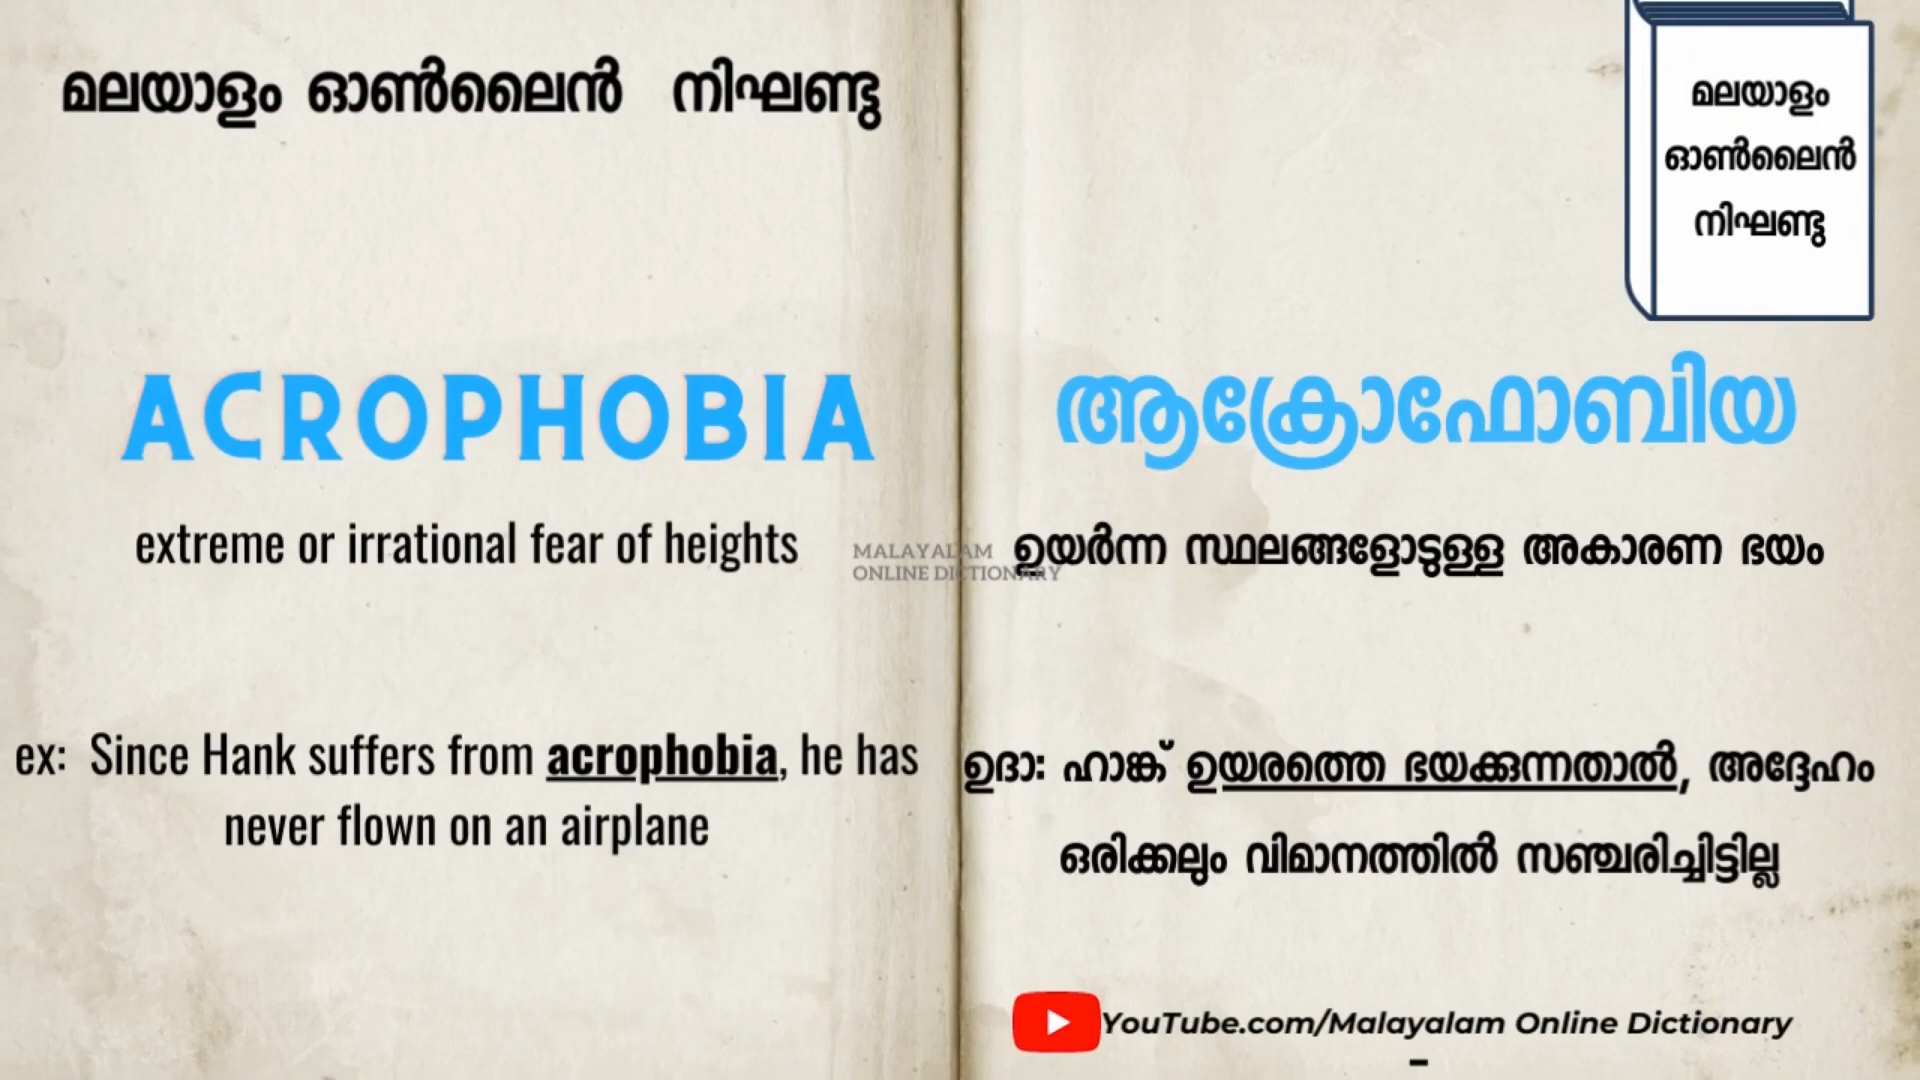 മലയാളം ഓൺലൈൻ നിഘണ്ടു
മലയാളം
ഓൺലൈൻ
നിഘണ്ടു
ACROPHOBIA
extreme or irrational fear of heights
ex: Since Hank suffers from acrophobia, he has
never flown on an airplane
MALAYALAM
ONLINE DICTIONARY
ആക്രോഫോബിയ
ഉയർന്ന സ്ഥലങ്ങളോടുള്ള അകാരണ ഭയം
ഉദാ: ഹാങ്ക് ഉയരത്തെ ഭയക്കുന്നതാൽ, അദ്ദേഹം
ഒരിക്കലും വിമാനത്തിൽ സഞ്ചരിച്ചിട്ടില്ല
YouTube.com/Malayalam Online Dictionary
-